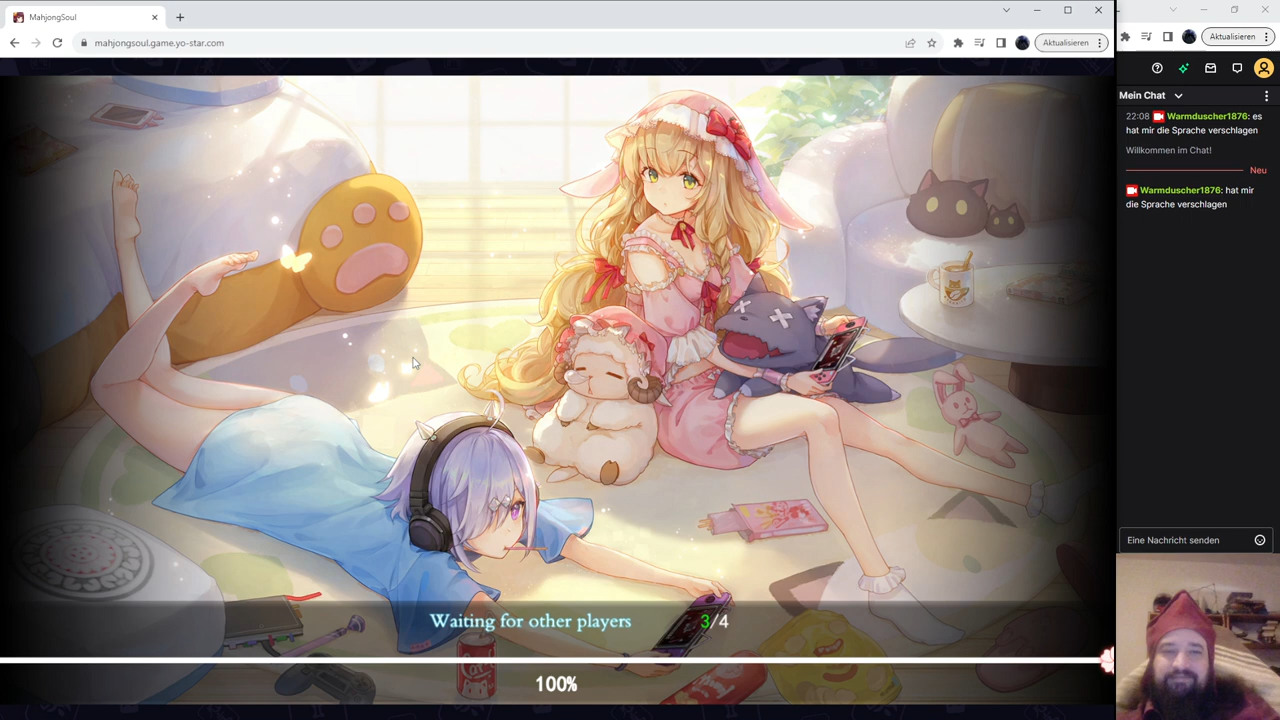 MahjongSoul
mahjongsoul.game.yo-star.com
Aktualisieren
Aktualisieren
Mein Chat
22:08 Warmduscher1876: es
hat mir die Sprache verschlagen
Willkommen im Chat!
Neu
Warmduscher1876: hat mir
die Sprache verschlagen
Eine Nachricht senden
Waiting for other players 3/4
100%